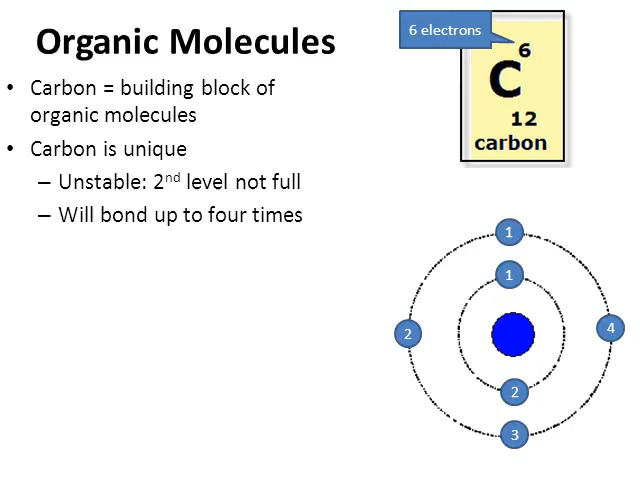 Organic Molecules
• Carbon = building block of
organic molecules
• Carbon is unique
– Unstable: 2nd level not full
– Will bond up to four times
6 electrons
6
C
12
carbon
1
1
2
4
2
3